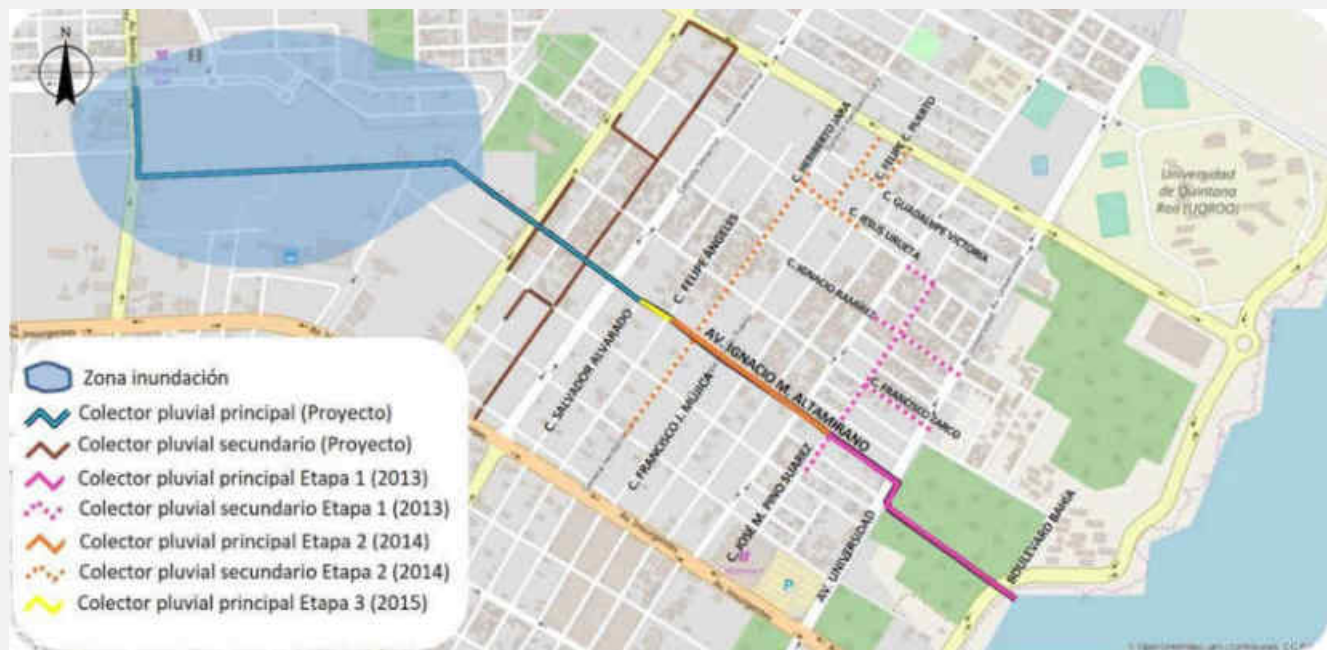 N
C. HERIBERTO JARA
C. FELIPE C. PUERTO
C. GUADALUPE VICTORIA
C. JESUS URUETA
Universidad
de Quintana
Roo (UQROO)
C. FELIPE ÁNGELES
C. IGNACIO RAMÍREZ
C. SALVADOR ALVARADO
AV. IGNACIO M. ALTAMIRANO
C. FRANCISCO J. MUJICA
C. FRANCISCO ZARCO
C. JOSÉ M. PINO SUAREZ
AV. UNIVERSIDAD
BOULEVARD BAHÍA
P
Zona inundación
Colector pluvial principal (Proyecto)
Colector pluvial secundario (Proyecto)
Colector pluvial principal Etapa 1 (2013)
Colector pluvial secundario Etapa 1 (2013)
Colector pluvial principal Etapa 2 (2014)
Colector pluvial secundario Etapa 2 (2014)
Colector pluvial principal Etapa 3 (2015)